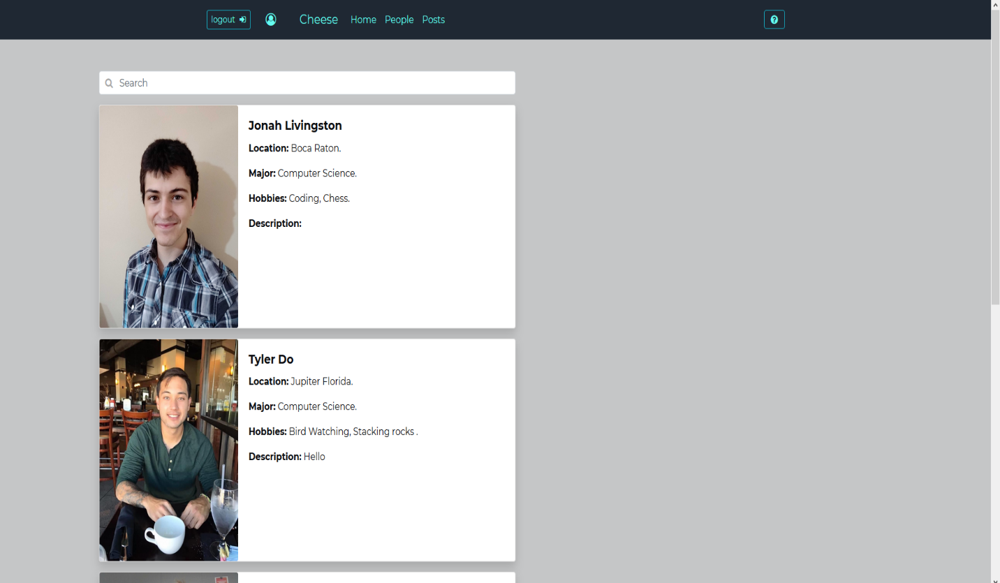 logout Cheese Home People Posts
Search
Jonah Livingston
Location: Boca Raton.
Major: Computer Science.
Hobbies: Coding, Chess.
Description:
Tyler Do
Location: Jupiter Florida.
Major: Computer Science.
Hobbies: Bird Watching, Stacking rocks .
Description: Hello